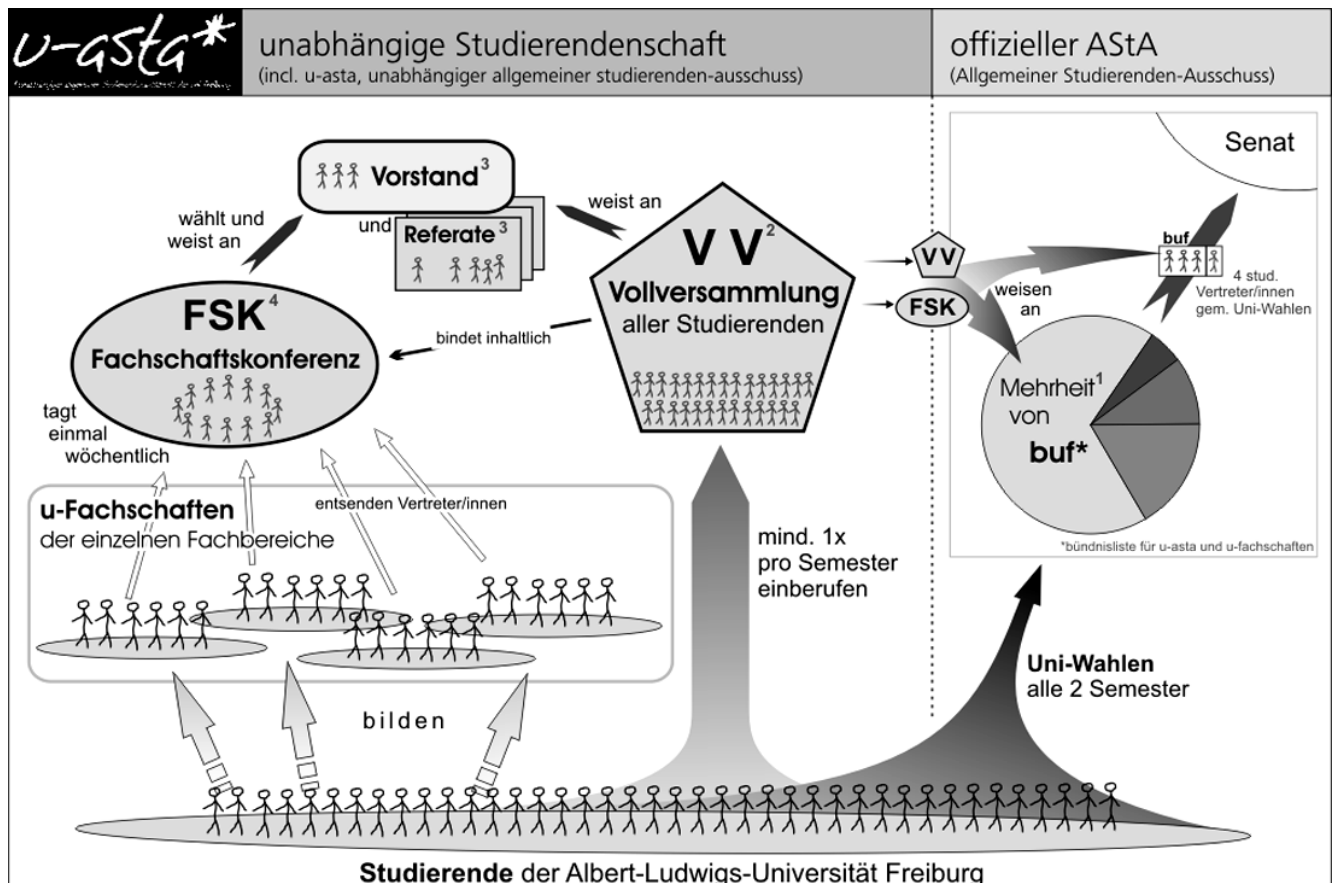 u-asta*
unabhängige Studierendenschaft
(incl. u-asta, unabhängiger allgemeiner studierenden-ausschuss)
offizieller AStA
(Allgemeiner Studierenden-Ausschuss)
Senat
Vorstand³
und
Referate³
wählt und
weist an
weist an
V V²
Vollversammlung
aller Studierenden
FSK⁴
Fachschaftskonferenz
bindet inhaltlich
tagt
einmal
wöchentlich
VV
FSK
weisen
an
buf
4 stud.
Vertreter/innen
gem. Uni-Wahlen
Mehrheit¹
von
buf*
*bündnisliste für u-asta und u-fachschaften
u-Fachschaften
der einzelnen Fachbereiche
entsenden Vertreter/innen
mind. 1x
pro Semester
einberufen
Uni-Wahlen
alle 2 Semester
bilden
Studierende der Albert-Ludwigs-Universität Freiburg